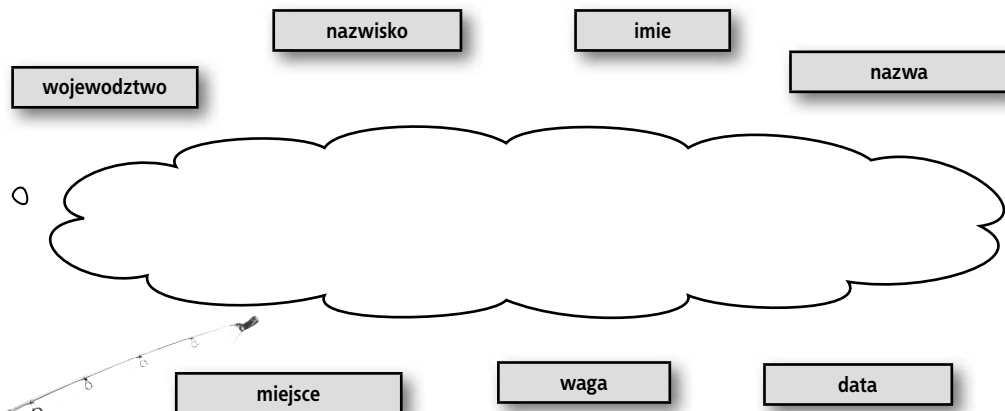 nazwisko
imie
nazwa
wojewodztwo
miejsce
waga
data